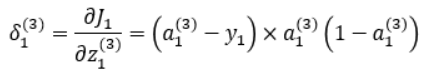 δ₁⁽³⁾ = ∂J₁ / ∂z₁⁽³⁾ = (a₁⁽³⁾ − y₁) × a₁⁽³⁾ (1 − a₁⁽³⁾)